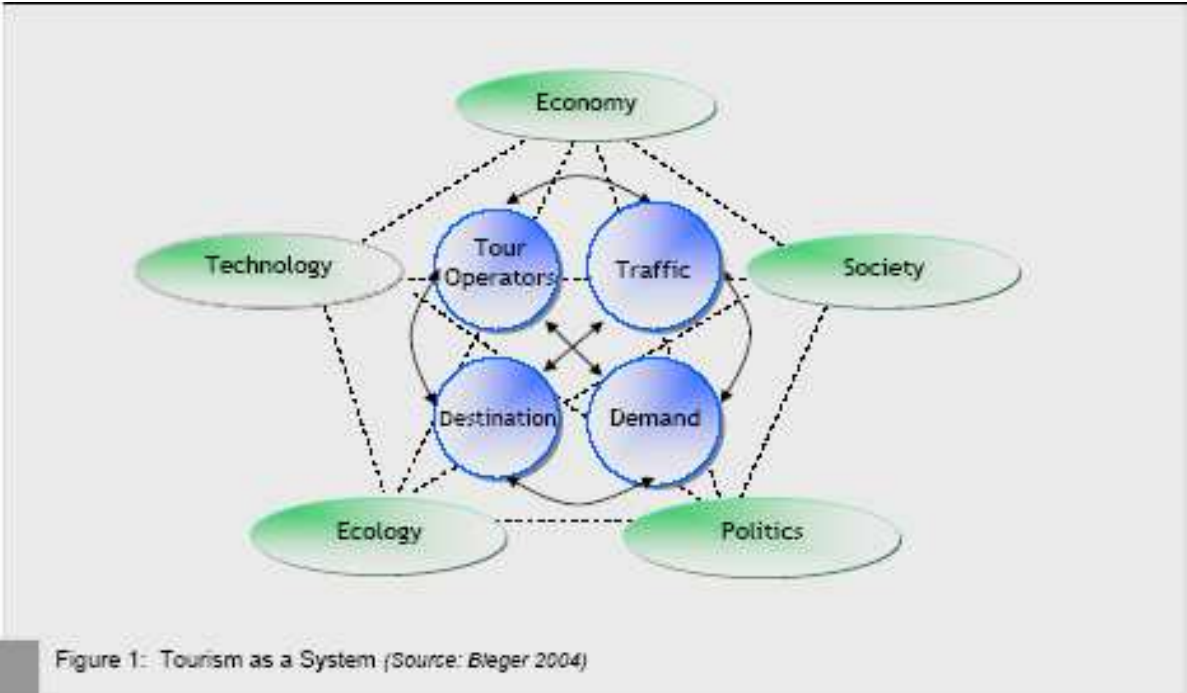 Economy
Technology
Tour
Operators
Traffic
Society
Destination
Demand
Ecology
Politics
Figure 1: Tourism as a System (Source: Bieger 2004)